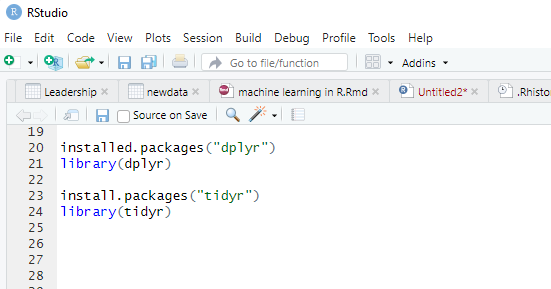 RStudio
File Edit Code View Plots Session Build Debug Profile Tools Help
Go to file/function Addins
Leadership newdata machine learning in R.Rmd Untitled2* .Rhisto
Source on Save
19
20 installed.packages("dplyr")
21 library(dplyr)
22
23 install.packages("tidyr")
24 library(tidyr)
25
26
27
28